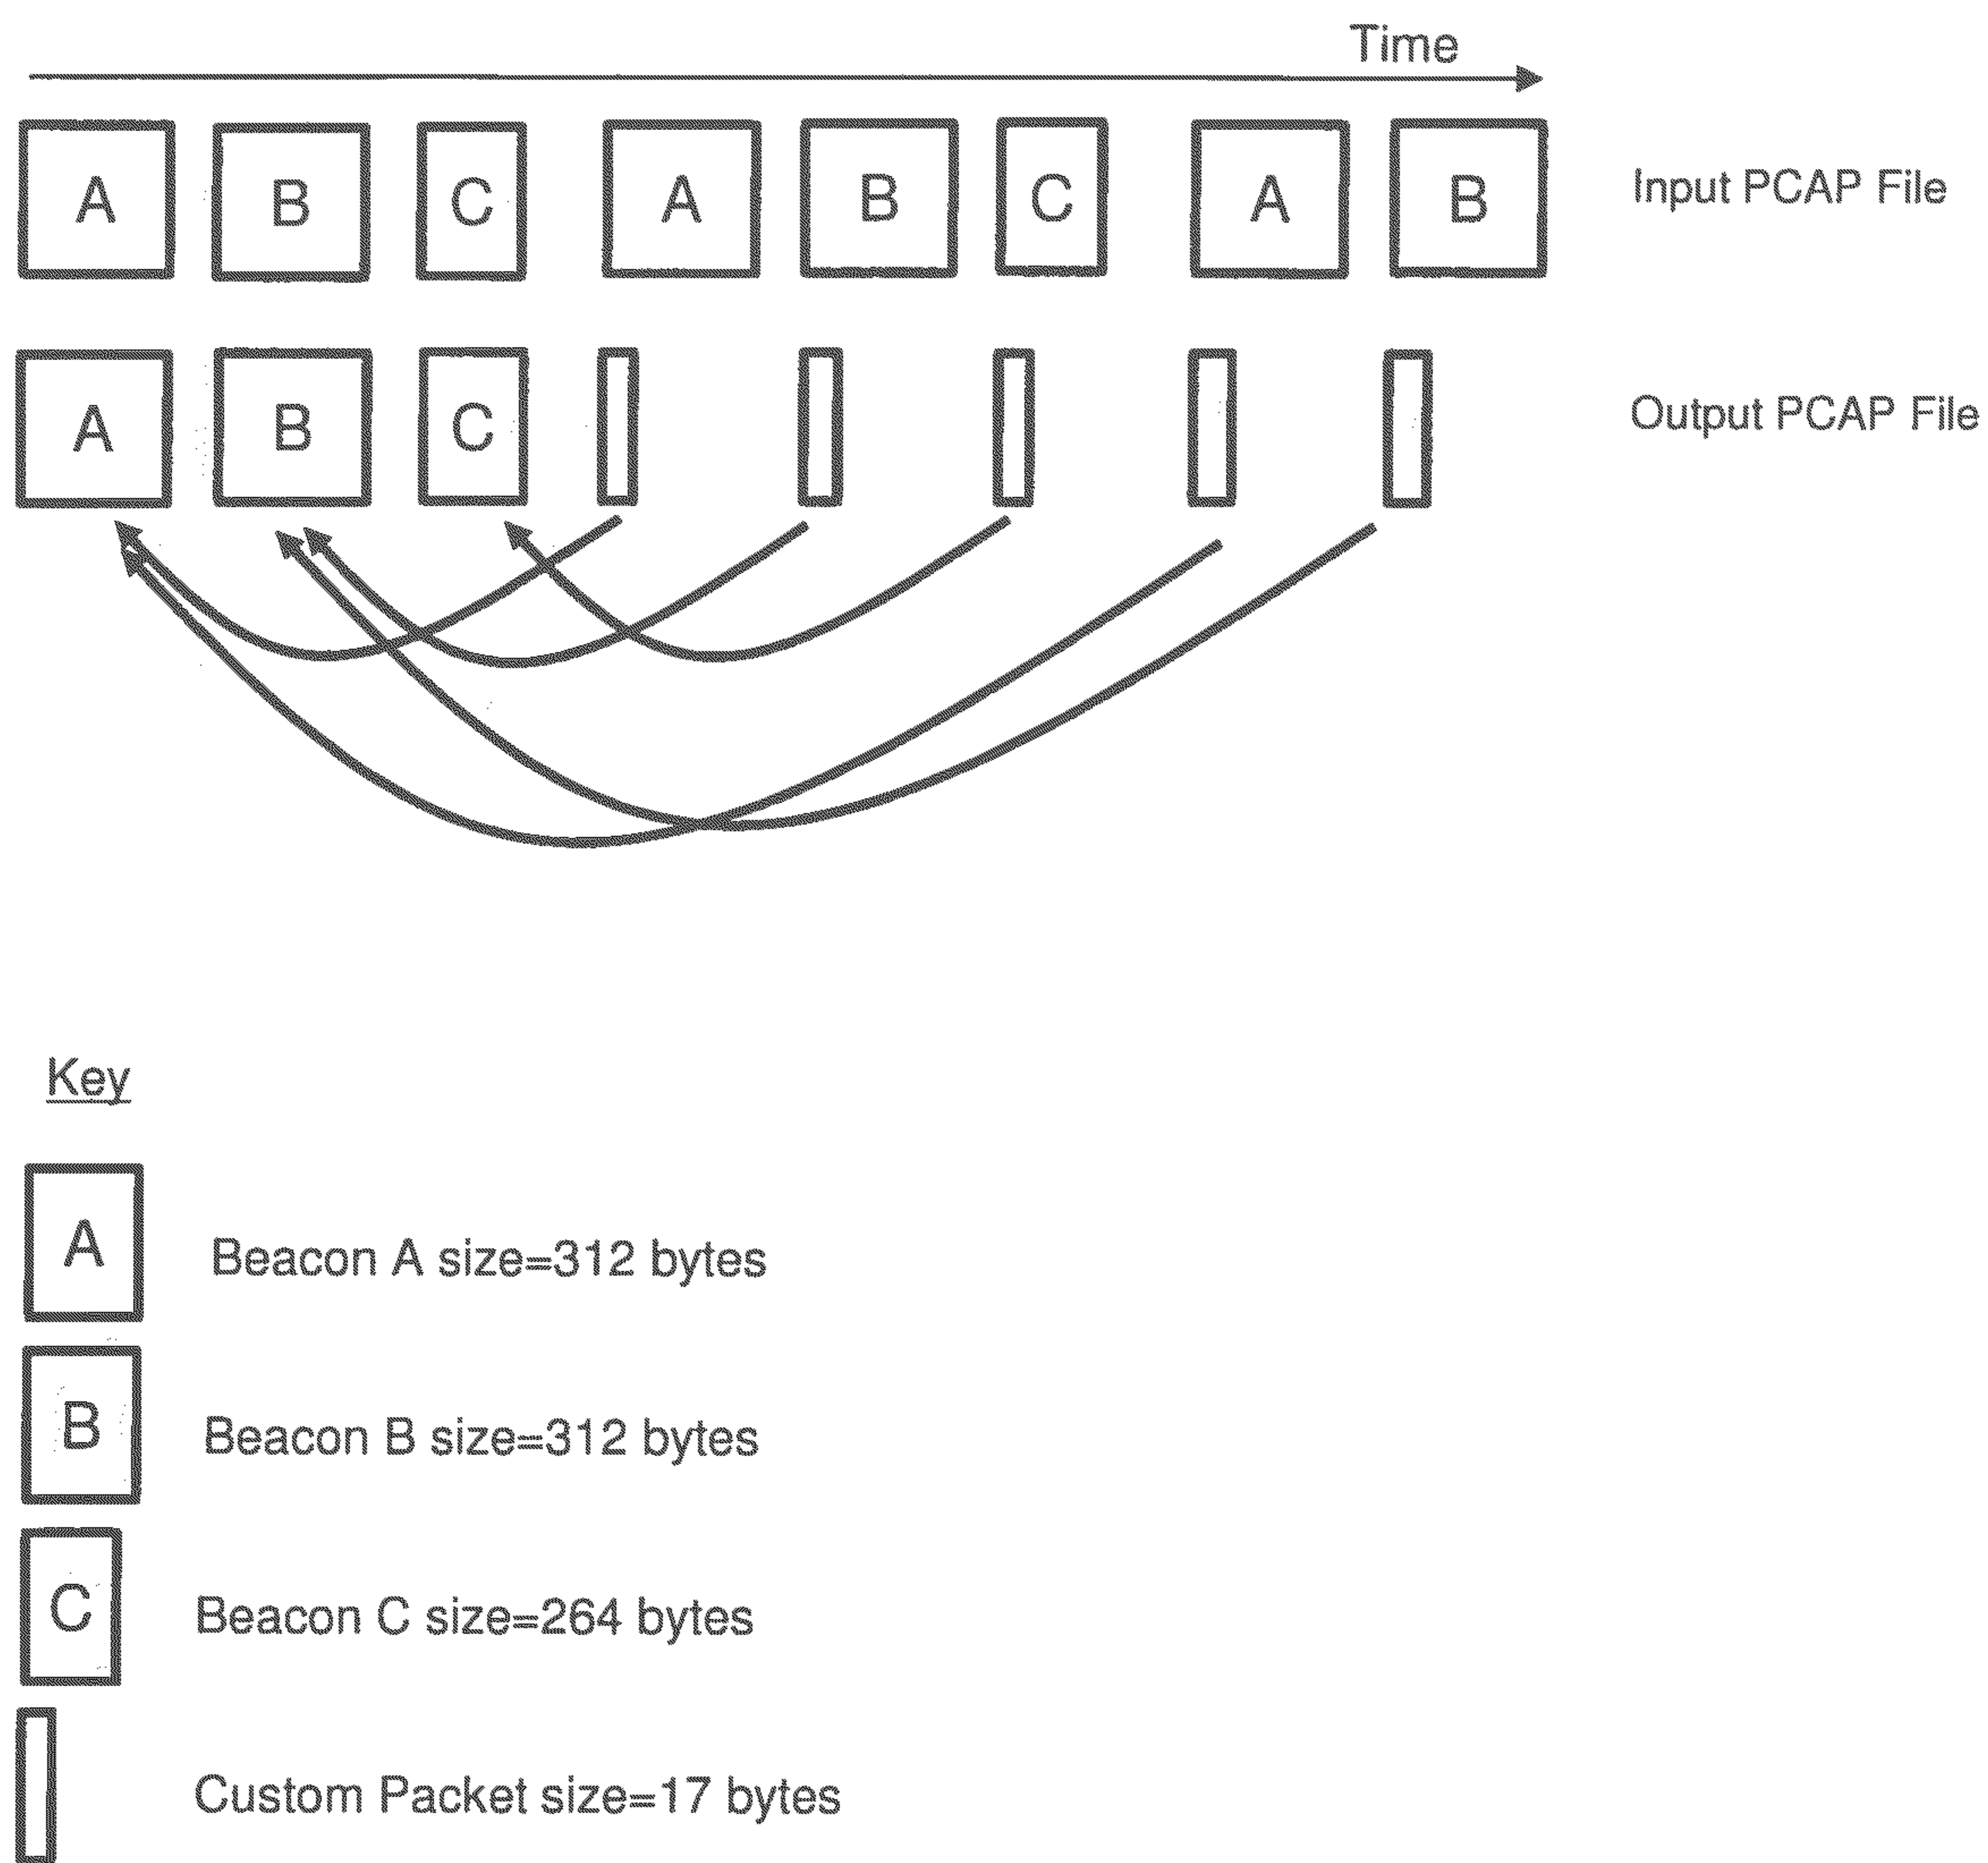 Time
A B C A B C A B Input PCAP File
A B C Output PCAP File
Key
A Beacon A size=312 bytes
B Beacon B size=312 bytes
C Beacon C size=264 bytes
Custom Packet size=17 bytes